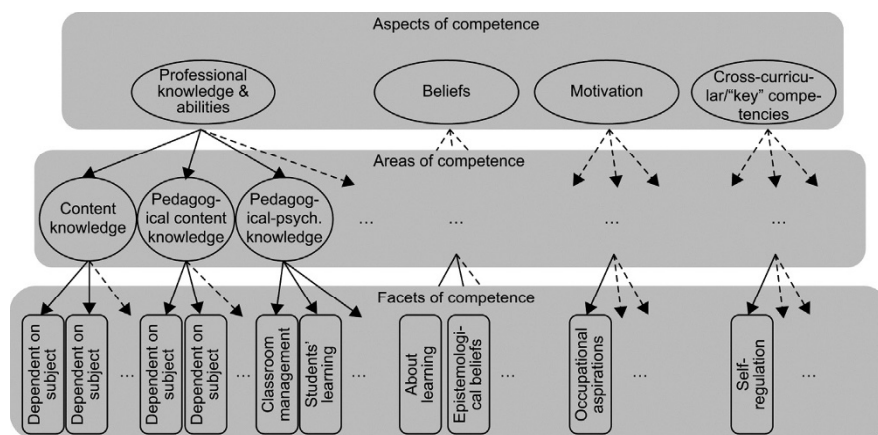 Aspects of competence
Professional
knowledge &
abilities
Beliefs
Motivation
Cross-curricu-
lar/“key” compe-
tencies
Areas of competence
Content
knowledge
Pedagog-
ical content
knowledge
Pedagog-
ical-psych.
knowledge
...
...
...
...
Facets of competence
Dependent on
subject
Dependent on
subject
...
Dependent on
subject
Dependent on
subject
...
Classroom
management
Students’
learning
...
About
learning
Epistemologi-
cal beliefs
...
Occupational
aspirations
...
Self-
regulation
...